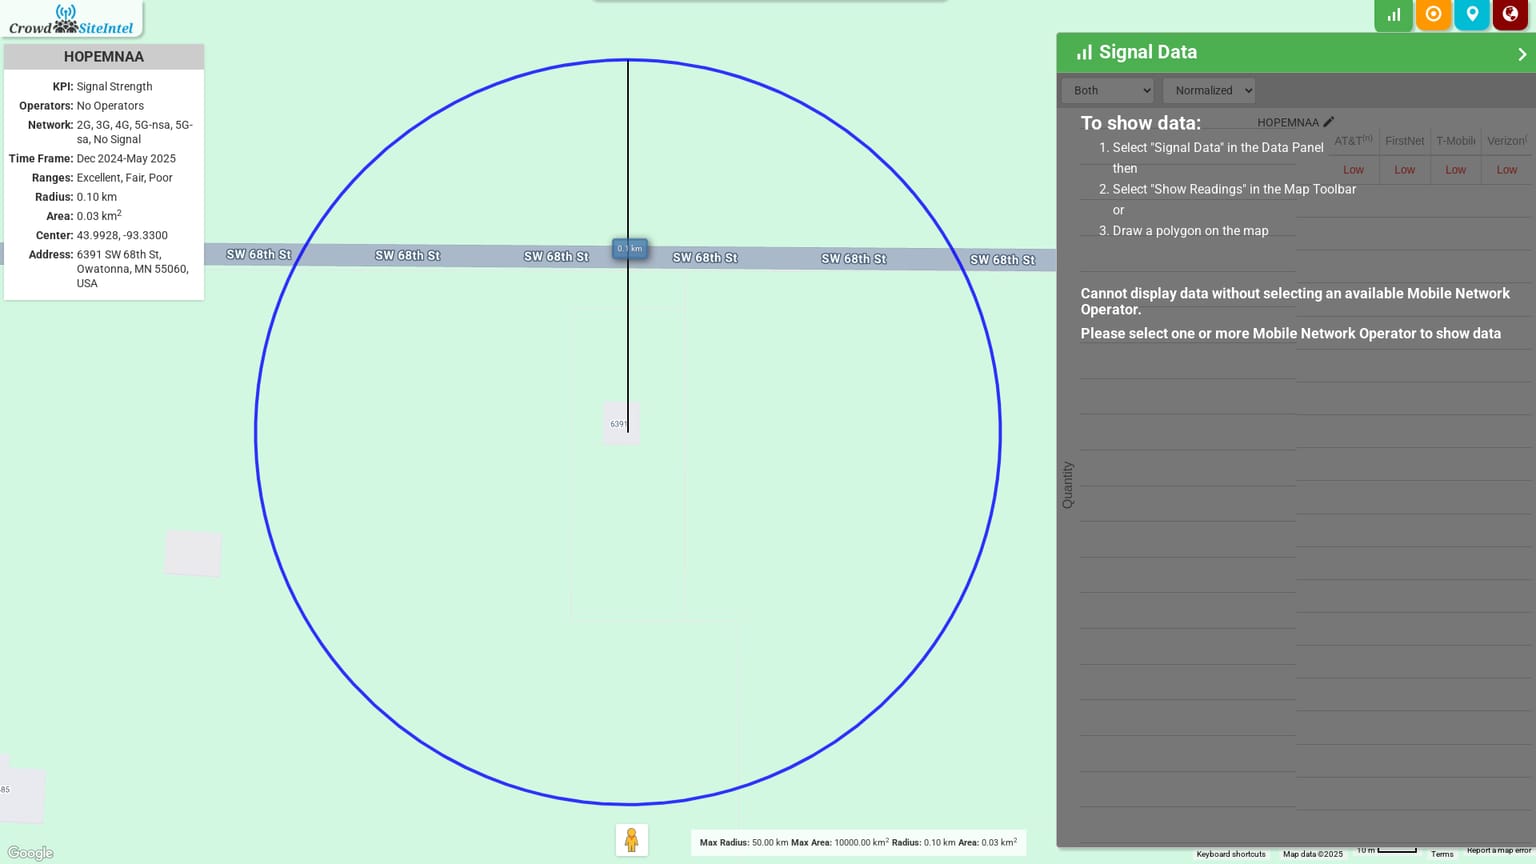 Crowd SiteIntel
HOPEMNAA
KPI: Signal Strength
Operators: No Operators
Network: 2G, 3G, 4G, 5G-nsa, 5G-
sa, No Signal
Time Frame: Dec 2024-May 2025
Ranges: Excellent, Fair, Poor
Radius: 0.10 km
Area: 0.03 km²
Center: 43.9928, -93.3300
Address: 6391 SW 68th St,
Owatonna, MN 55060,
USA
SW 68th St SW 68th St SW 68th St SW 68th St SW 68th St SW 68th St
0.1 km
6391
85
Google
Max Radius: 50.00 km Max Area: 10000.00 km² Radius: 0.10 km Area: 0.03 km²
Signal Data
Both Normalized
To show data:
HOPEMNAA
AT&T(n) FirstNet T-Mobile Verizon(
Low Low Low Low
1. Select "Signal Data" in the Data Panel
then
2. Select "Show Readings" in the Map Toolbar
or
3. Draw a polygon on the map
Cannot display data without selecting an available Mobile Network
Operator.
Please select one or more Mobile Network Operator to show data
Quantity
Keyboard shortcuts Map data ©2025 10 m Terms Report a map error